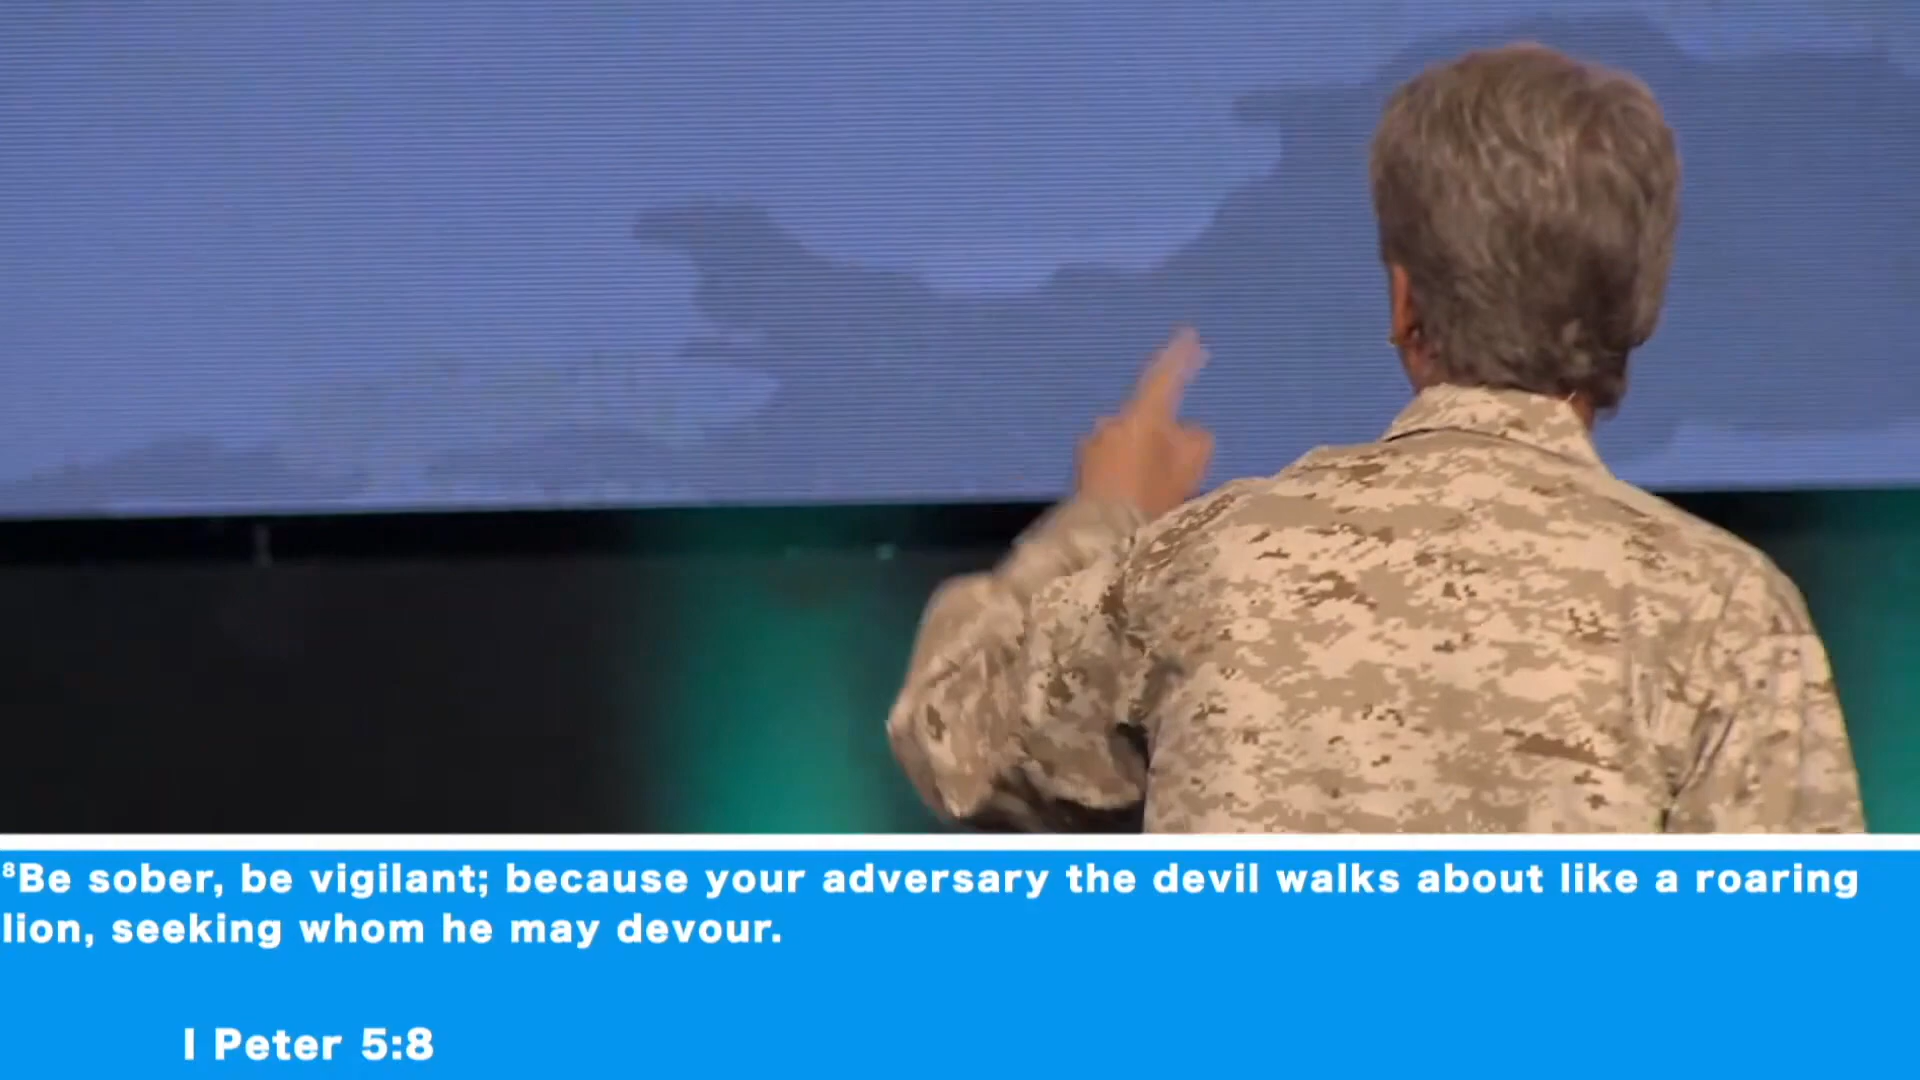 ⁸Be sober, be vigilant; because your adversary the devil walks about like a roaring
lion, seeking whom he may devour.
I Peter 5:8